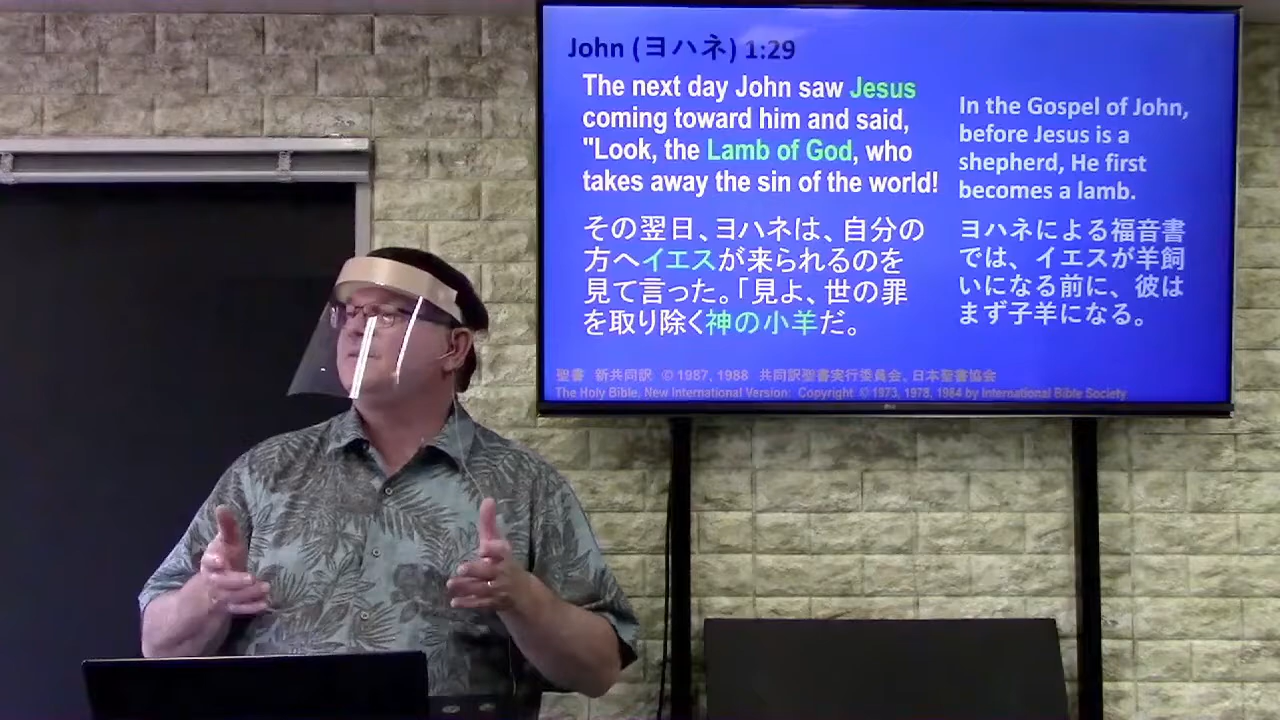 John (ヨハネ) 1:29
The next day John saw Jesus
coming toward him and said,
"Look, the Lamb of God, who
takes away the sin of the world!
その翌日、ヨハネは、自分の
方へイエスが来られるのを
見て言った。「見よ、世の罪
を取り除く神の小羊だ。
In the Gospel of John,
before Jesus is a
shepherd, He first
becomes a lamb.
ヨハネによる福音書
では、イエスが羊飼
いになる前に、彼は
まず子羊になる。
聖書 新共同訳 © 1987, 1988 共同訳聖書実行委員会、日本聖書協会
The Holy Bible, New International Version: Copyright © 1973, 1978, 1984 by International Bible Society